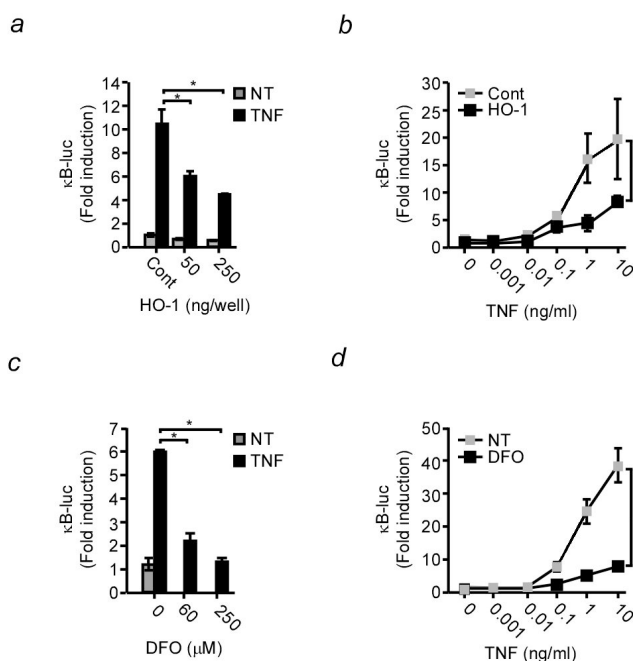 a
κB-luc
(Fold induction)
14
12
10
8
6
4
2
0
*
*
NT
TNF
Cont
50
250
HO-1 (ng/well)
b
κB-luc
(Fold induction)
30
25
20
15
10
5
0
Cont
HO-1
0
0.001
0.01
0.1
1
10
TNF (ng/ml)
c
κB-luc
(Fold induction)
7
6
5
4
3
2
1
0
*
*
NT
TNF
0
60
250
DFO (μM)
d
κB-luc
(Fold induction)
50
40
30
20
10
0
NT
DFO
0
0.001
0.01
0.1
1
10
TNF (ng/ml)